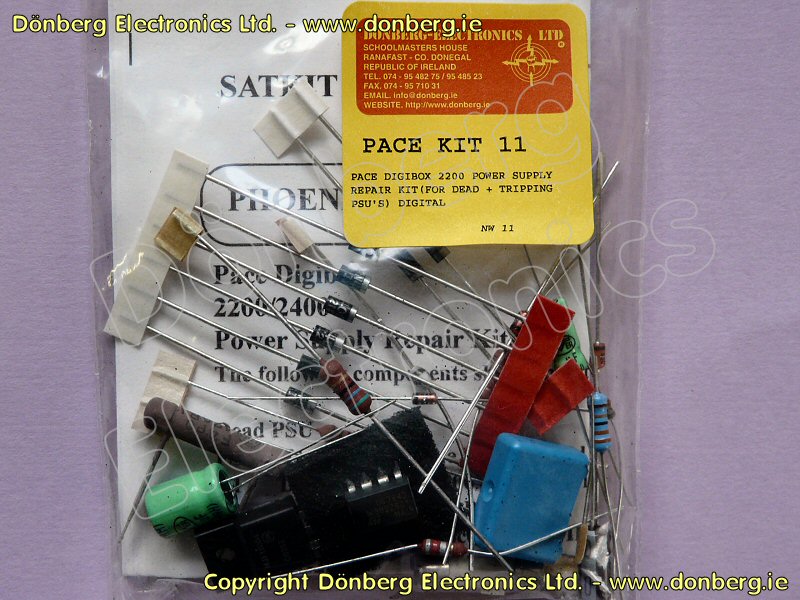 Dönberg Electronics Ltd. - www.donberg.ie
DÖNBERG-ELECTRONICS LTD
SCHOOLMASTERS HOUSE
RANAFAST - CO. DONEGAL
REPUBLIC OF IRELAND
TEL. 074 - 95 482 75 / 95 485 23
FAX. 074 - 95 710 31
EMAIL. info@donberg.ie
WEBSITE. http://www.donberg.ie
PACE KIT 11
PACE DIGIBOX 2200 POWER SUPPLY
REPAIR KIT(FOR DEAD + TRIPPING
PSU'S) DIGITAL
NW 11
SATKIT
PHOEN
Pace Digib
2200/2400
Power Supply Repair Kit
The following components
Dead PSU
Dönberg
Electronics
Copyright Dönberg Electronics Ltd. - www.donberg.ie